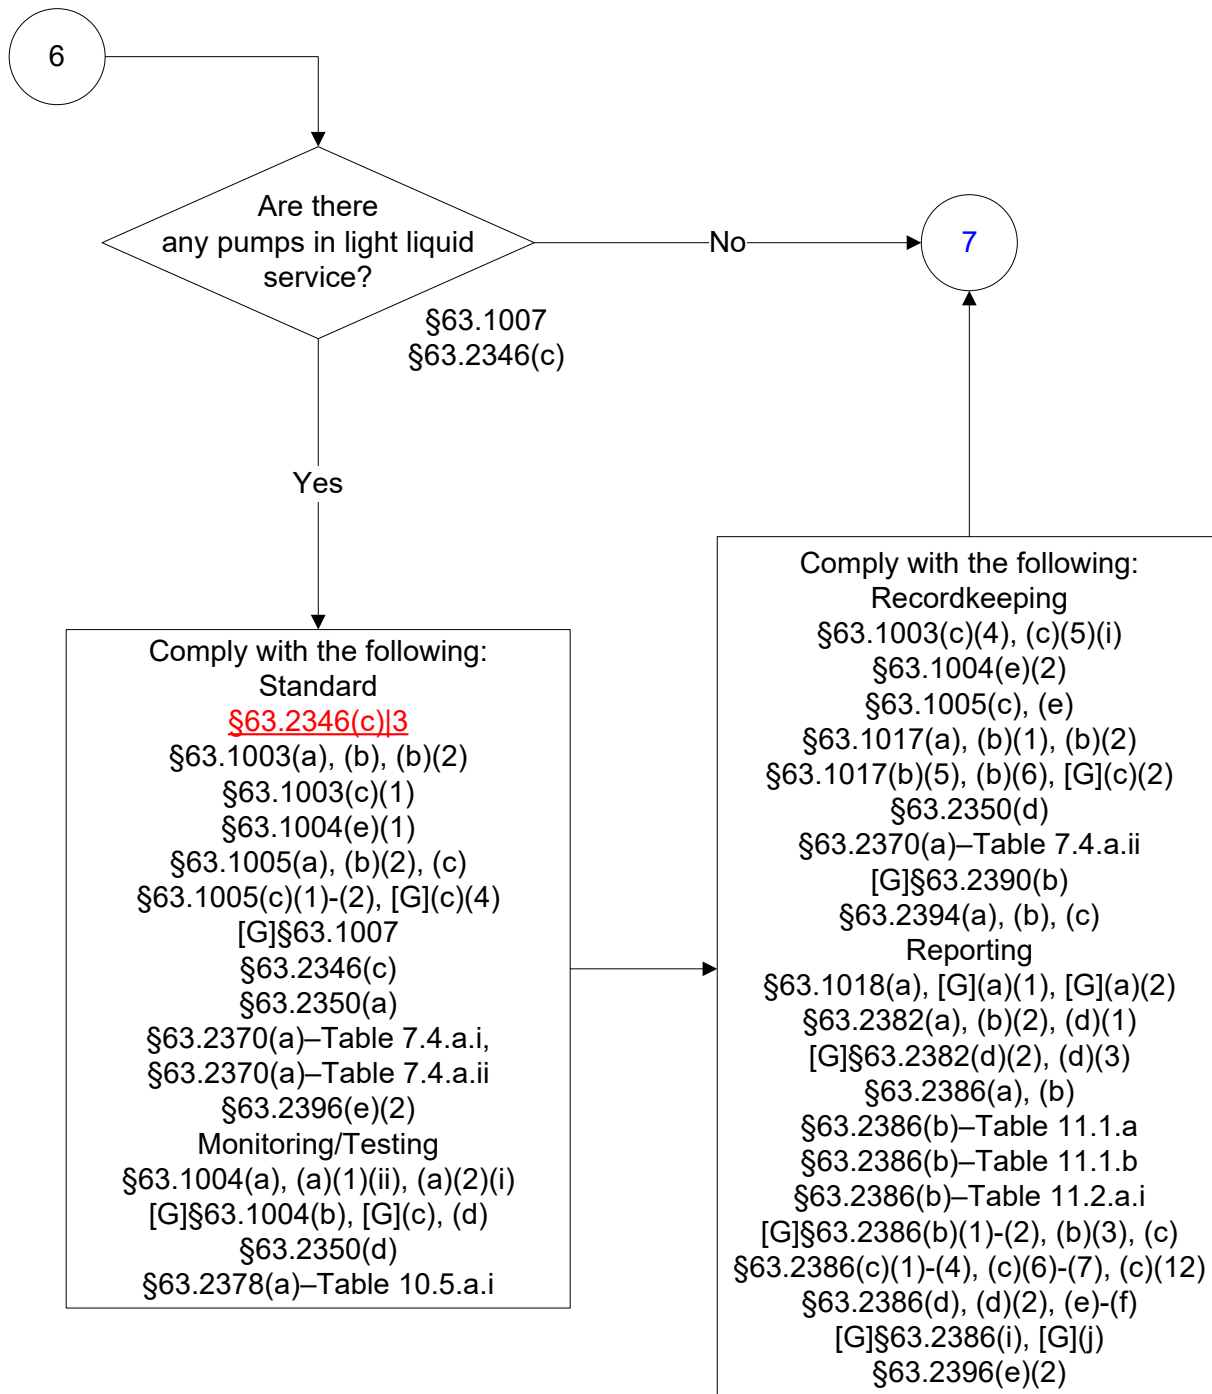 6
Are there
any pumps in light liquid
service?
No
7
§63.1007
§63.2346(c)
Yes
Comply with the following:
Standard
§63.2346(c)|3
§63.1003(a), (b), (b)(2)
§63.1003(c)(1)
§63.1004(e)(1)
§63.1005(a), (b)(2), (c)
§63.1005(c)(1)-(2), [G](c)(4)
[G]§63.1007
§63.2346(c)
§63.2350(a)
§63.2370(a)–Table 7.4.a.i,
§63.2370(a)–Table 7.4.a.ii
§63.2396(e)(2)
Monitoring/Testing
§63.1004(a), (a)(1)(ii), (a)(2)(i)
[G]§63.1004(b), [G](c), (d)
§63.2350(d)
§63.2378(a)–Table 10.5.a.i
Comply with the following:
Recordkeeping
§63.1003(c)(4), (c)(5)(i)
§63.1004(e)(2)
§63.1005(c), (e)
§63.1017(a), (b)(1), (b)(2)
§63.1017(b)(5), (b)(6), [G](c)(2)
§63.2350(d)
§63.2370(a)–Table 7.4.a.ii
[G]§63.2390(b)
§63.2394(a), (b), (c)
Reporting
§63.1018(a), [G](a)(1), [G](a)(2)
§63.2382(a), (b)(2), (d)(1)
[G]§63.2382(d)(2), (d)(3)
§63.2386(a), (b)
§63.2386(b)–Table 11.1.a
§63.2386(b)–Table 11.1.b
§63.2386(b)–Table 11.2.a.i
[G]§63.2386(b)(1)-(2), (b)(3), (c)
§63.2386(c)(1)-(4), (c)(6)-(7), (c)(12)
§63.2386(d), (d)(2), (e)-(f)
[G]§63.2386(i), [G](j)
§63.2396(e)(2)